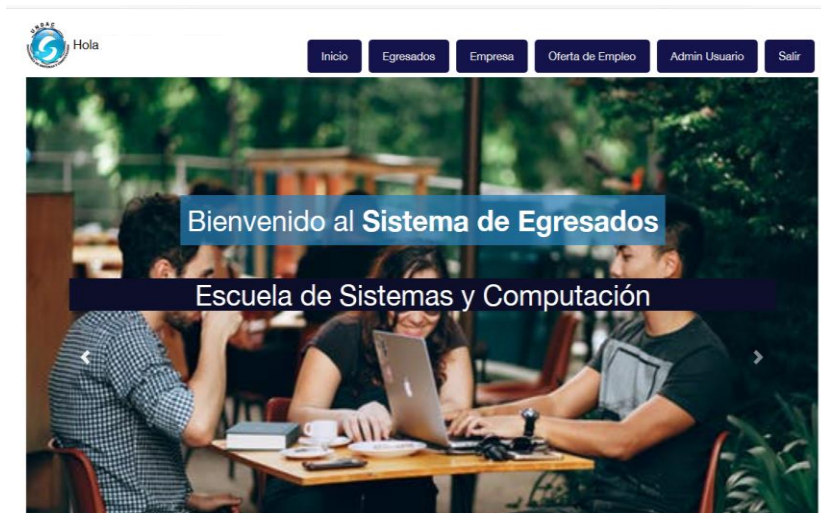 UNDAC
Hola
Inicio
Egresados
Empresa
Oferta de Empleo
Admin Usuario
Salir
Bienvenido al Sistema de Egresados
Escuela de Sistemas y Computación